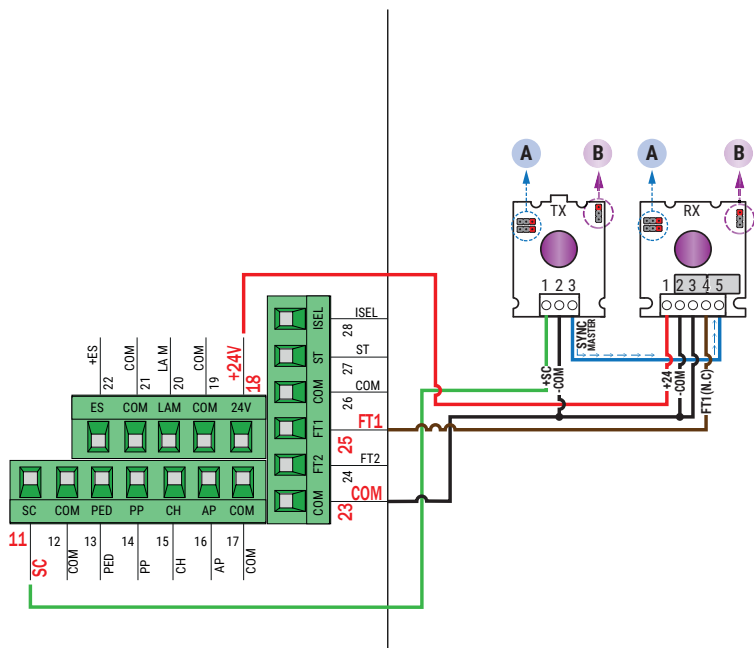 A
B
A
B
TX
RX
1 2 3
1 2 3 4 5
SYNC
MASTER
+SC
-COM
+24
-COM
FT1(N.C)
ISEL
28
ISEL
ST
27
ST
COM
26
COM
FT1
25
FT1
FT2
24
FT2
COM
23
COM
+ES
22
COM
21
LAM
20
COM
19
+24V
18
ES COM LAM COM 24V
SC COM PED PP CH AP COM
11
SC
12
COM
13
PED
14
PP
15
CH
16
AP
17
COM